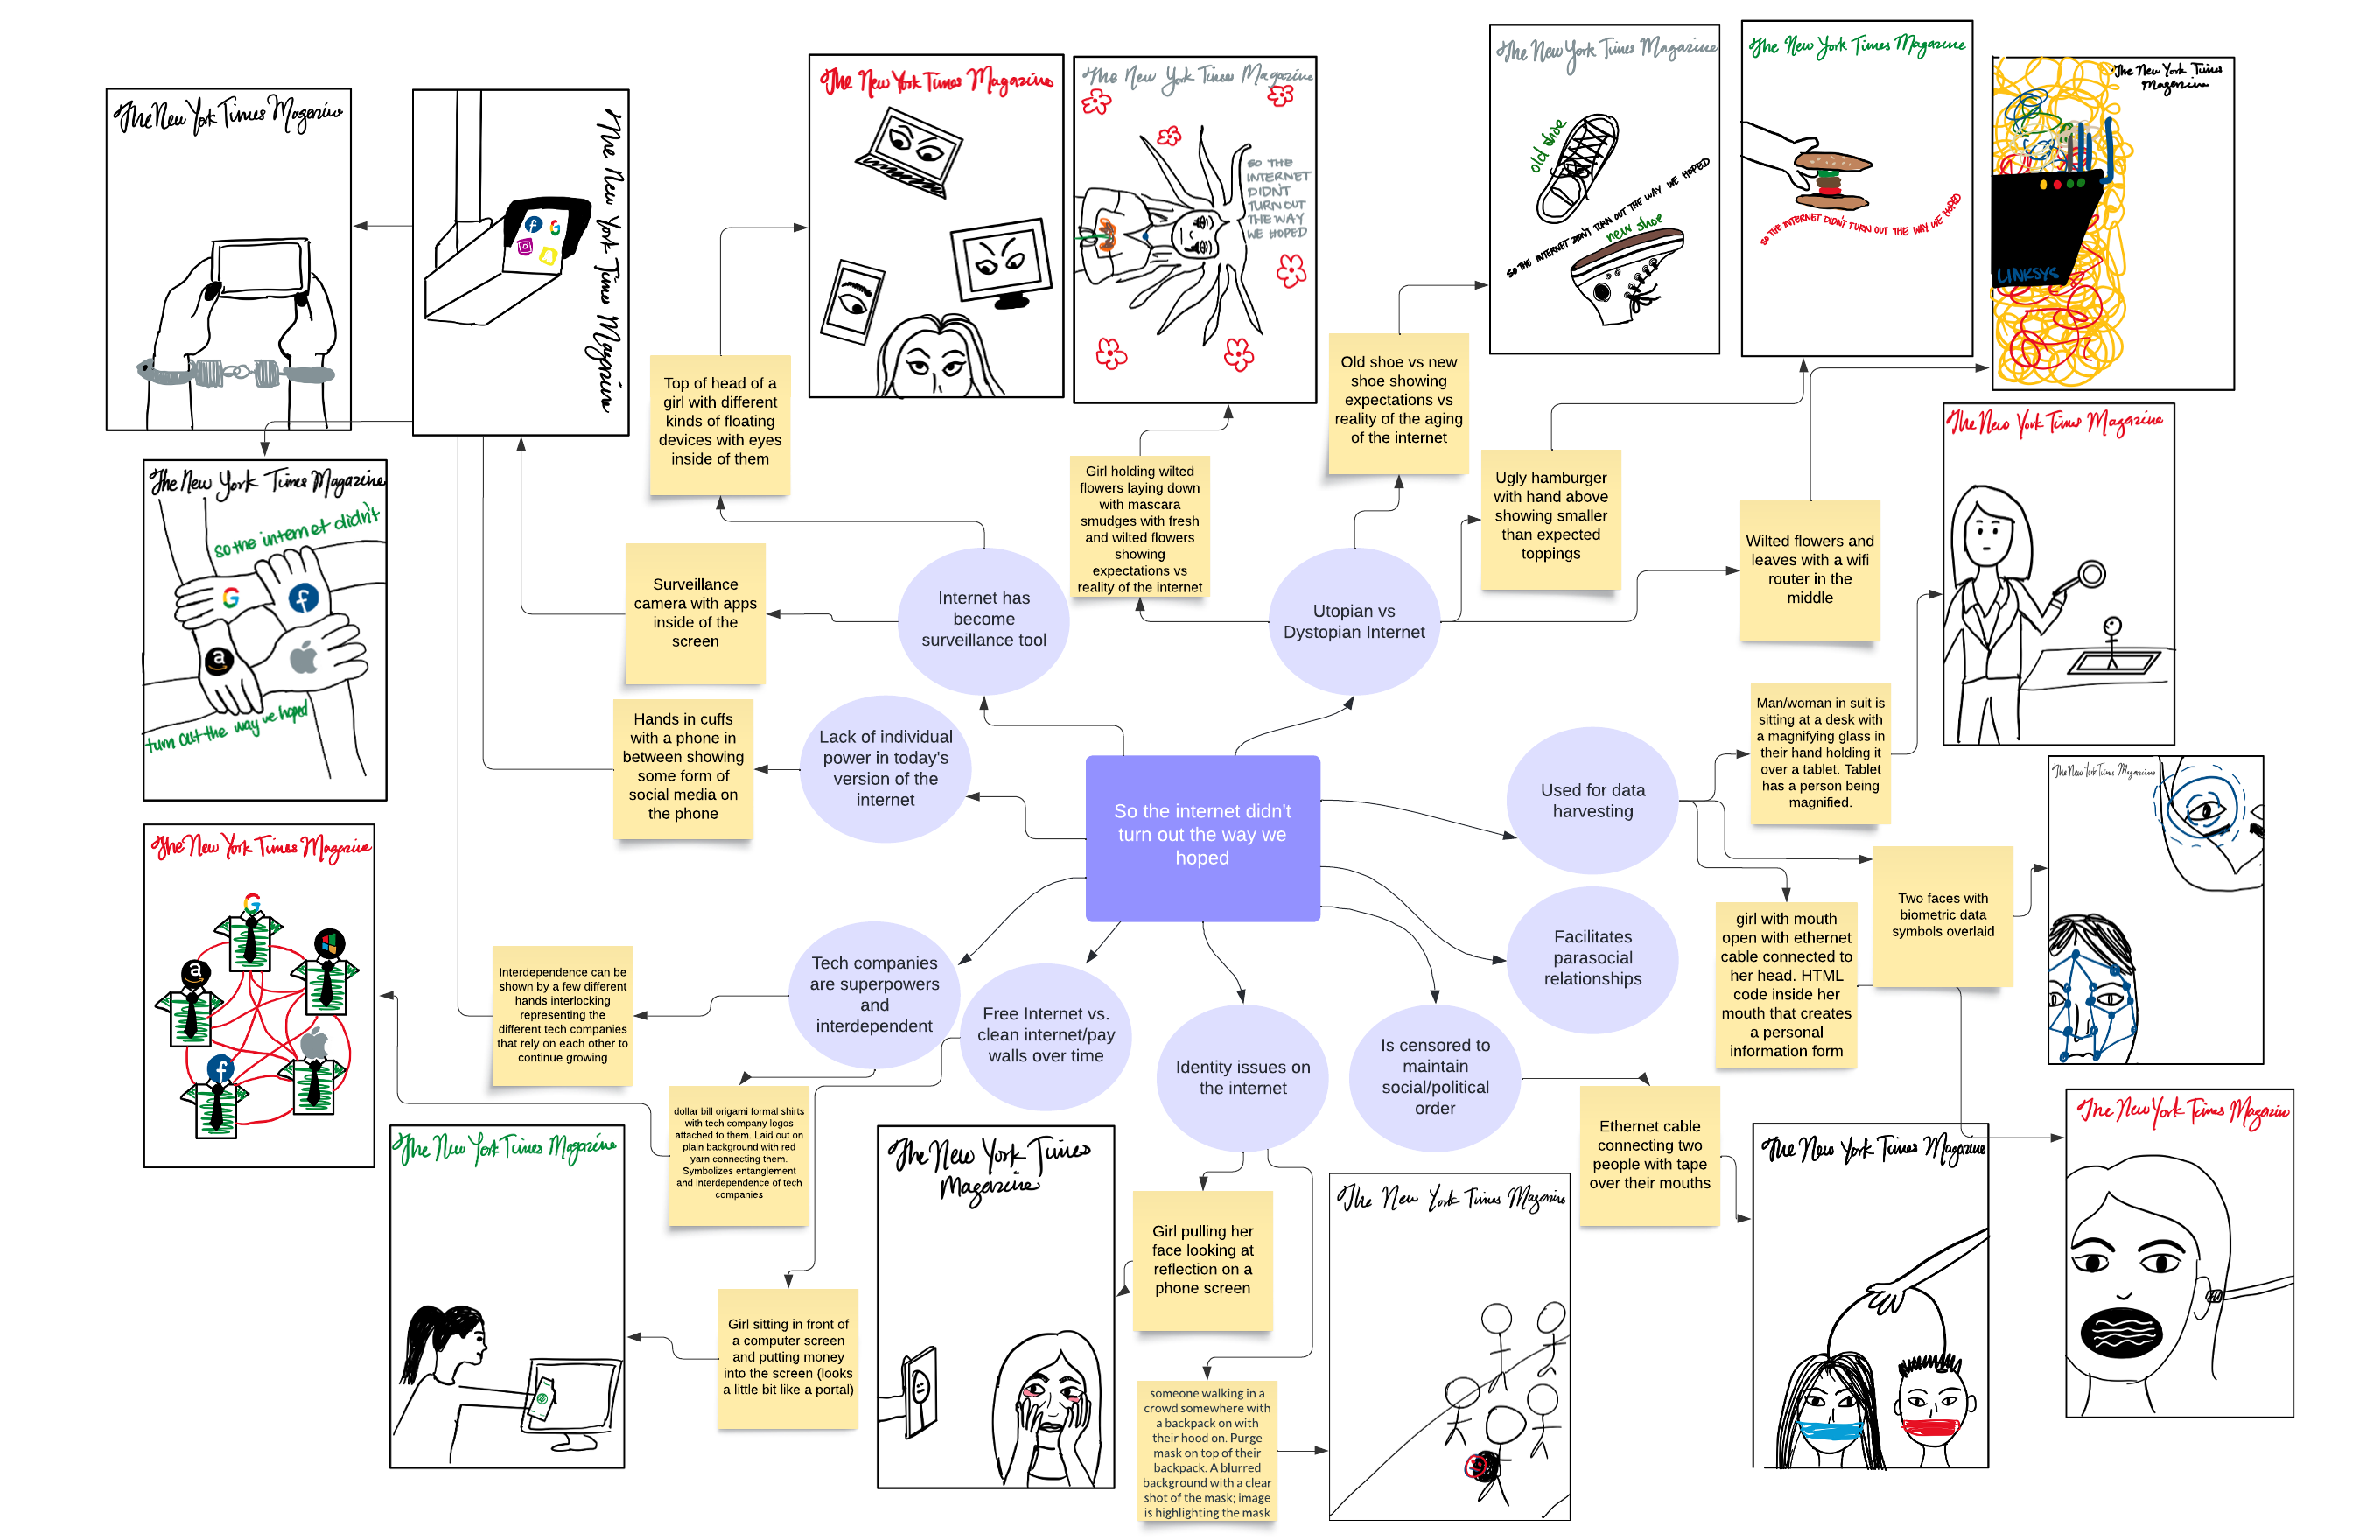 The New York Times Magazine
The New York Times Magazine
The New York Times Magazine
The New York Times Magazine
SO THE
INTERNET
DIDN'T
TURN OUT
THE WAY
WE HOPED
The New York Times Magazine
old shoe
SO THE INTERNET DIDN'T TURN OUT THE WAY WE HOPED
new shoe
The New York Times Magazine
SO THE INTERNET DIDN'T TURN OUT THE WAY WE HOPED
The New York Times
Magazine
LINKSYS
Top of head of a
girl with different
kinds of floating
devices with eyes
inside of them
Girl holding wilted
flowers laying down
with mascara
smudges with fresh
and wilted flowers
showing
expectations vs
reality of the internet
Old shoe vs new
shoe showing
expectations vs
reality of the aging
of the internet
Ugly hamburger
with hand above
showing smaller
than expected
toppings
Wilted flowers and
leaves with a wifi
router in the
middle
The New York Times Magazine
The New York Times Magazine
so the internet didn't
G
f
a
turn out the way we hoped
Surveillance
camera with apps
inside of the
screen
Internet has
become
surveillance tool
Utopian vs
Dystopian Internet
Hands in cuffs
with a phone in
between showing
some form of
social media on
the phone
Lack of individual
power in today's
version of the
internet
So the internet didn't
turn out the way we
hoped
Used for data
harvesting
Man/woman in suit is
sitting at a desk with
a magnifying glass in
their hand holding it
over a tablet. Tablet
has a person being
magnified.
The New York Times Magazine
The New York Times Magazine
G
a
f
Interdependence can be
shown by a few different
hands interlocking
representing the
different tech companies
that rely on each other to
continue growing
Tech companies
are superpowers
and
interdependent
Free Internet vs.
clean internet/pay
walls over time
Identity issues on
the internet
Is censored to
maintain
social/political
order
Facilitates
parasocial
relationships
girl with mouth
open with ethernet
cable connected to
her head. HTML
code inside her
mouth that creates
a personal
information form
Two faces with
biometric data
symbols overlaid
dollar bill origami formal shirts
with tech company logos
attached to them. Laid out on
plain background with red
yarn connecting them.
Symbolizes entanglement
and interdependence of tech
companies
The New York Times Magazine
Girl sitting in front of
a computer screen
and putting money
into the screen (looks
a little bit like a portal)
The New York Times
Magazine
Girl pulling her
face looking at
reflection on a
phone screen
someone walking in a
crowd somewhere with
a backpack on with
their hood on. Purge
mask on top of their
backpack. A blurred
background with a clear
shot of the mask; image
is highlighting the mask
The New York Times Magazine
Ethernet cable
connecting two
people with tape
over their mouths
The New York Times Magazine
The New York Times Magazin